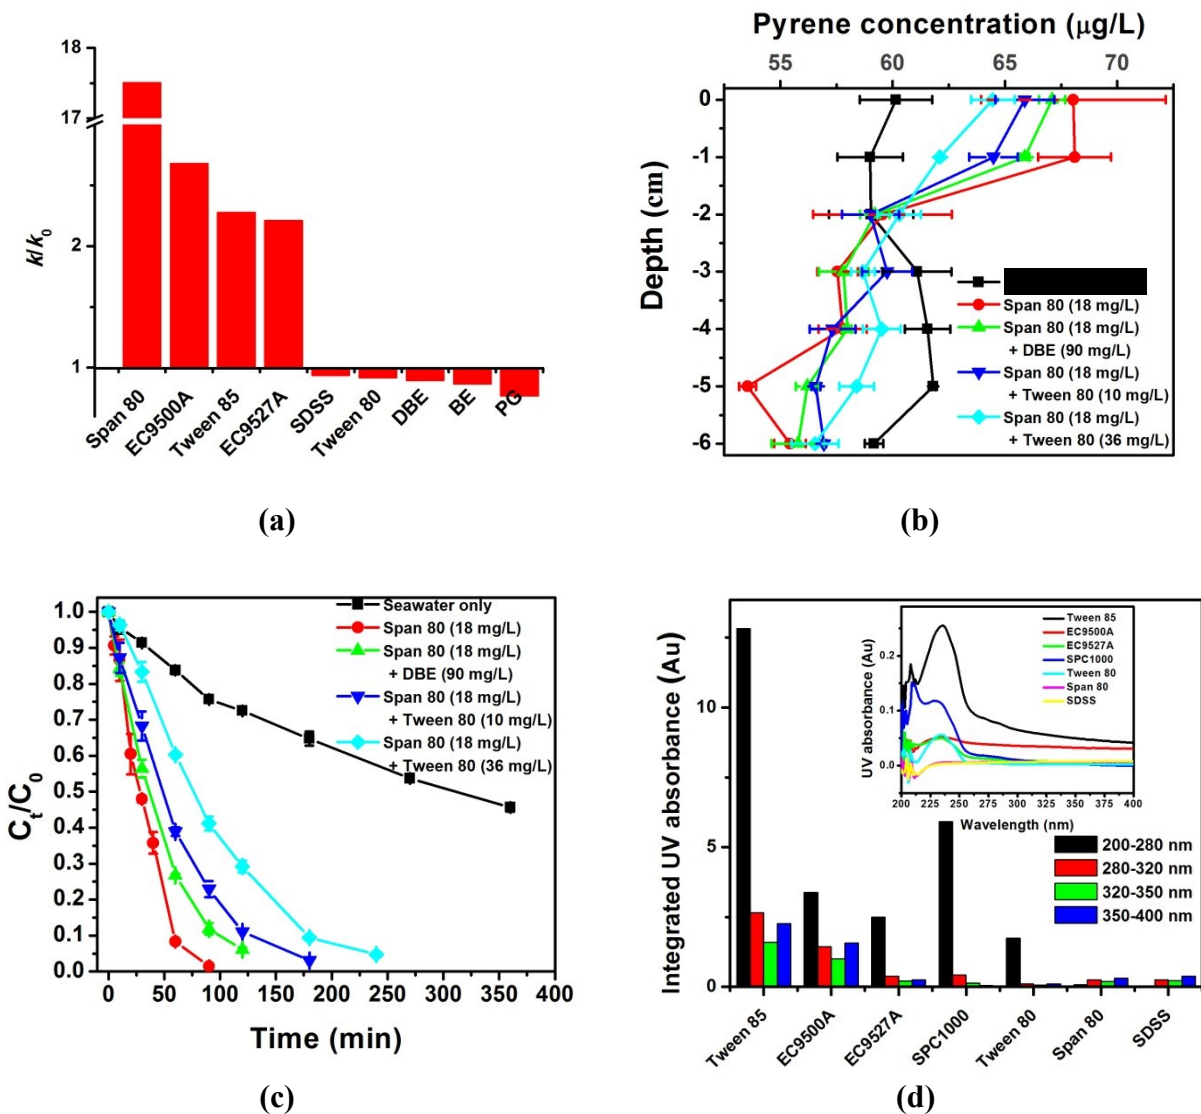 18
17
2
1
k/k0
Span 80
EC9500A
Tween 85
EC9527A
SDSS
Tween 80
DBE
BE
PG
(a)
Pyrene concentration (μg/L)
55 60 65 70
0
-1
-2
-3
-4
-5
-6
Depth (cm)
Span 80 (18 mg/L)
Span 80 (18 mg/L)
+ DBE (90 mg/L)
Span 80 (18 mg/L)
+ Tween 80 (10 mg/L)
Span 80 (18 mg/L)
+ Tween 80 (36 mg/L)
(b)
1.0
0.9
0.8
0.7
0.6
0.5
0.4
0.3
0.2
0.1
0.0
Ct/C0
Seawater only
Span 80 (18 mg/L)
Span 80 (18 mg/L)
+ DBE (90 mg/L)
Span 80 (18 mg/L)
+ Tween 80 (10 mg/L)
Span 80 (18 mg/L)
+ Tween 80 (36 mg/L)
0 50 100 150 200 250 300 350 400
Time (min)
(c)
10
5
0
Integrated UV absorbance (Au)
0.2
0.1
0.0
UV absorbance (Au)
Tween 85
EC9500A
EC9527A
SPC1000
Tween 80
Span 80
SDSS
200 225 250 275 300 325 350 375 400
Wavelength (nm)
200-280 nm
280-320 nm
320-350 nm
350-400 nm
Tween 85
EC9500A
EC9527A
SPC1000
Tween 80
Span 80
SDSS
(d)